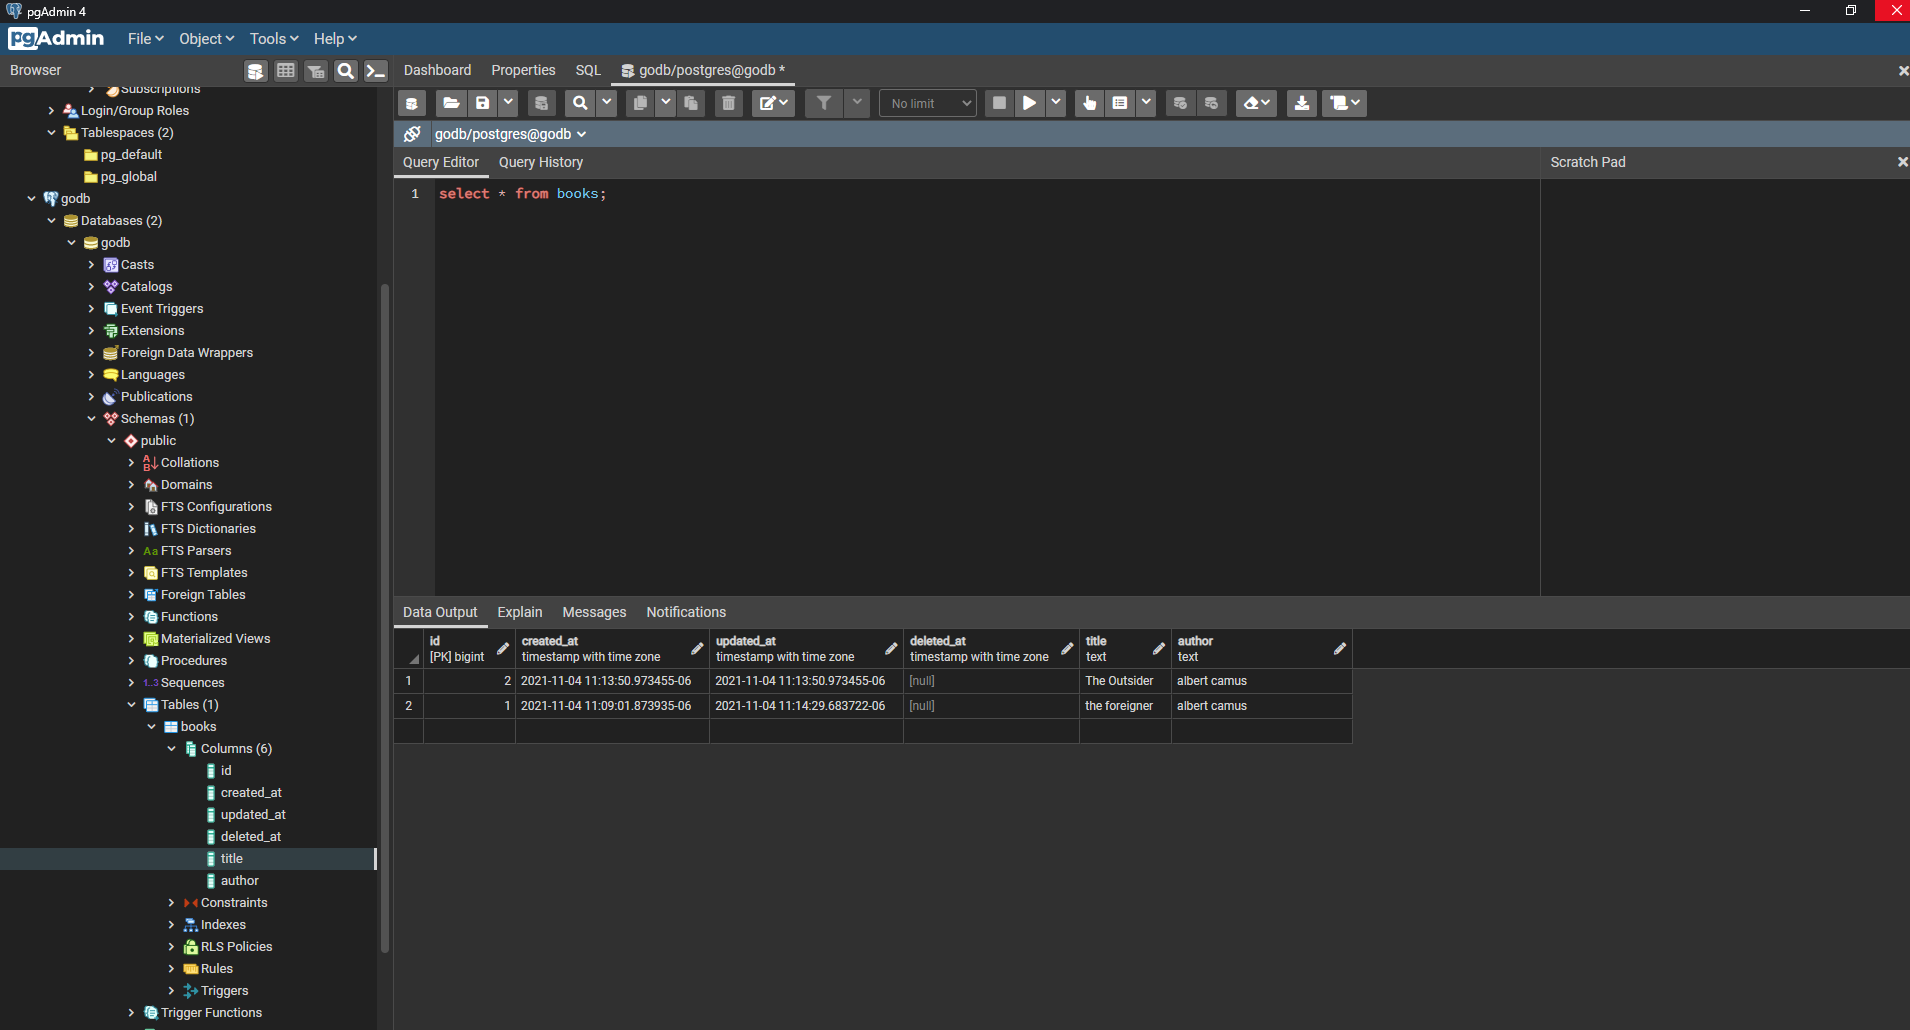 pgAdmin 4
pgAdmin File Object Tools Help
Browser
Subscriptions
Login/Group Roles
Tablespaces (2)
pg_default
pg_global
godb
Databases (2)
godb
Casts
Catalogs
Event Triggers
Extensions
Foreign Data Wrappers
Languages
Publications
Schemas (1)
public
Collations
Domains
FTS Configurations
FTS Dictionaries
FTS Parsers
FTS Templates
Foreign Tables
Functions
Materialized Views
Procedures
1..3 Sequences
Tables (1)
books
Columns (6)
id
created_at
updated_at
deleted_at
title
author
Constraints
Indexes
RLS Policies
Rules
Triggers
Trigger Functions
Dashboard Properties SQL godb/postgres@godb *
No limit
godb/postgres@godb
Query Editor Query History
Scratch Pad
1 select * from books;
Data Output Explain Messages Notifications
id created_at updated_at deleted_at title author
[PK] bigint timestamp with time zone timestamp with time zone timestamp with time zone text text
1 2 2021-11-04 11:13:50.973455-06 2021-11-04 11:13:50.973455-06 [null] The Outsider albert camus
2 1 2021-11-04 11:09:01.873935-06 2021-11-04 11:14:29.683722-06 [null] the foreigner albert camus